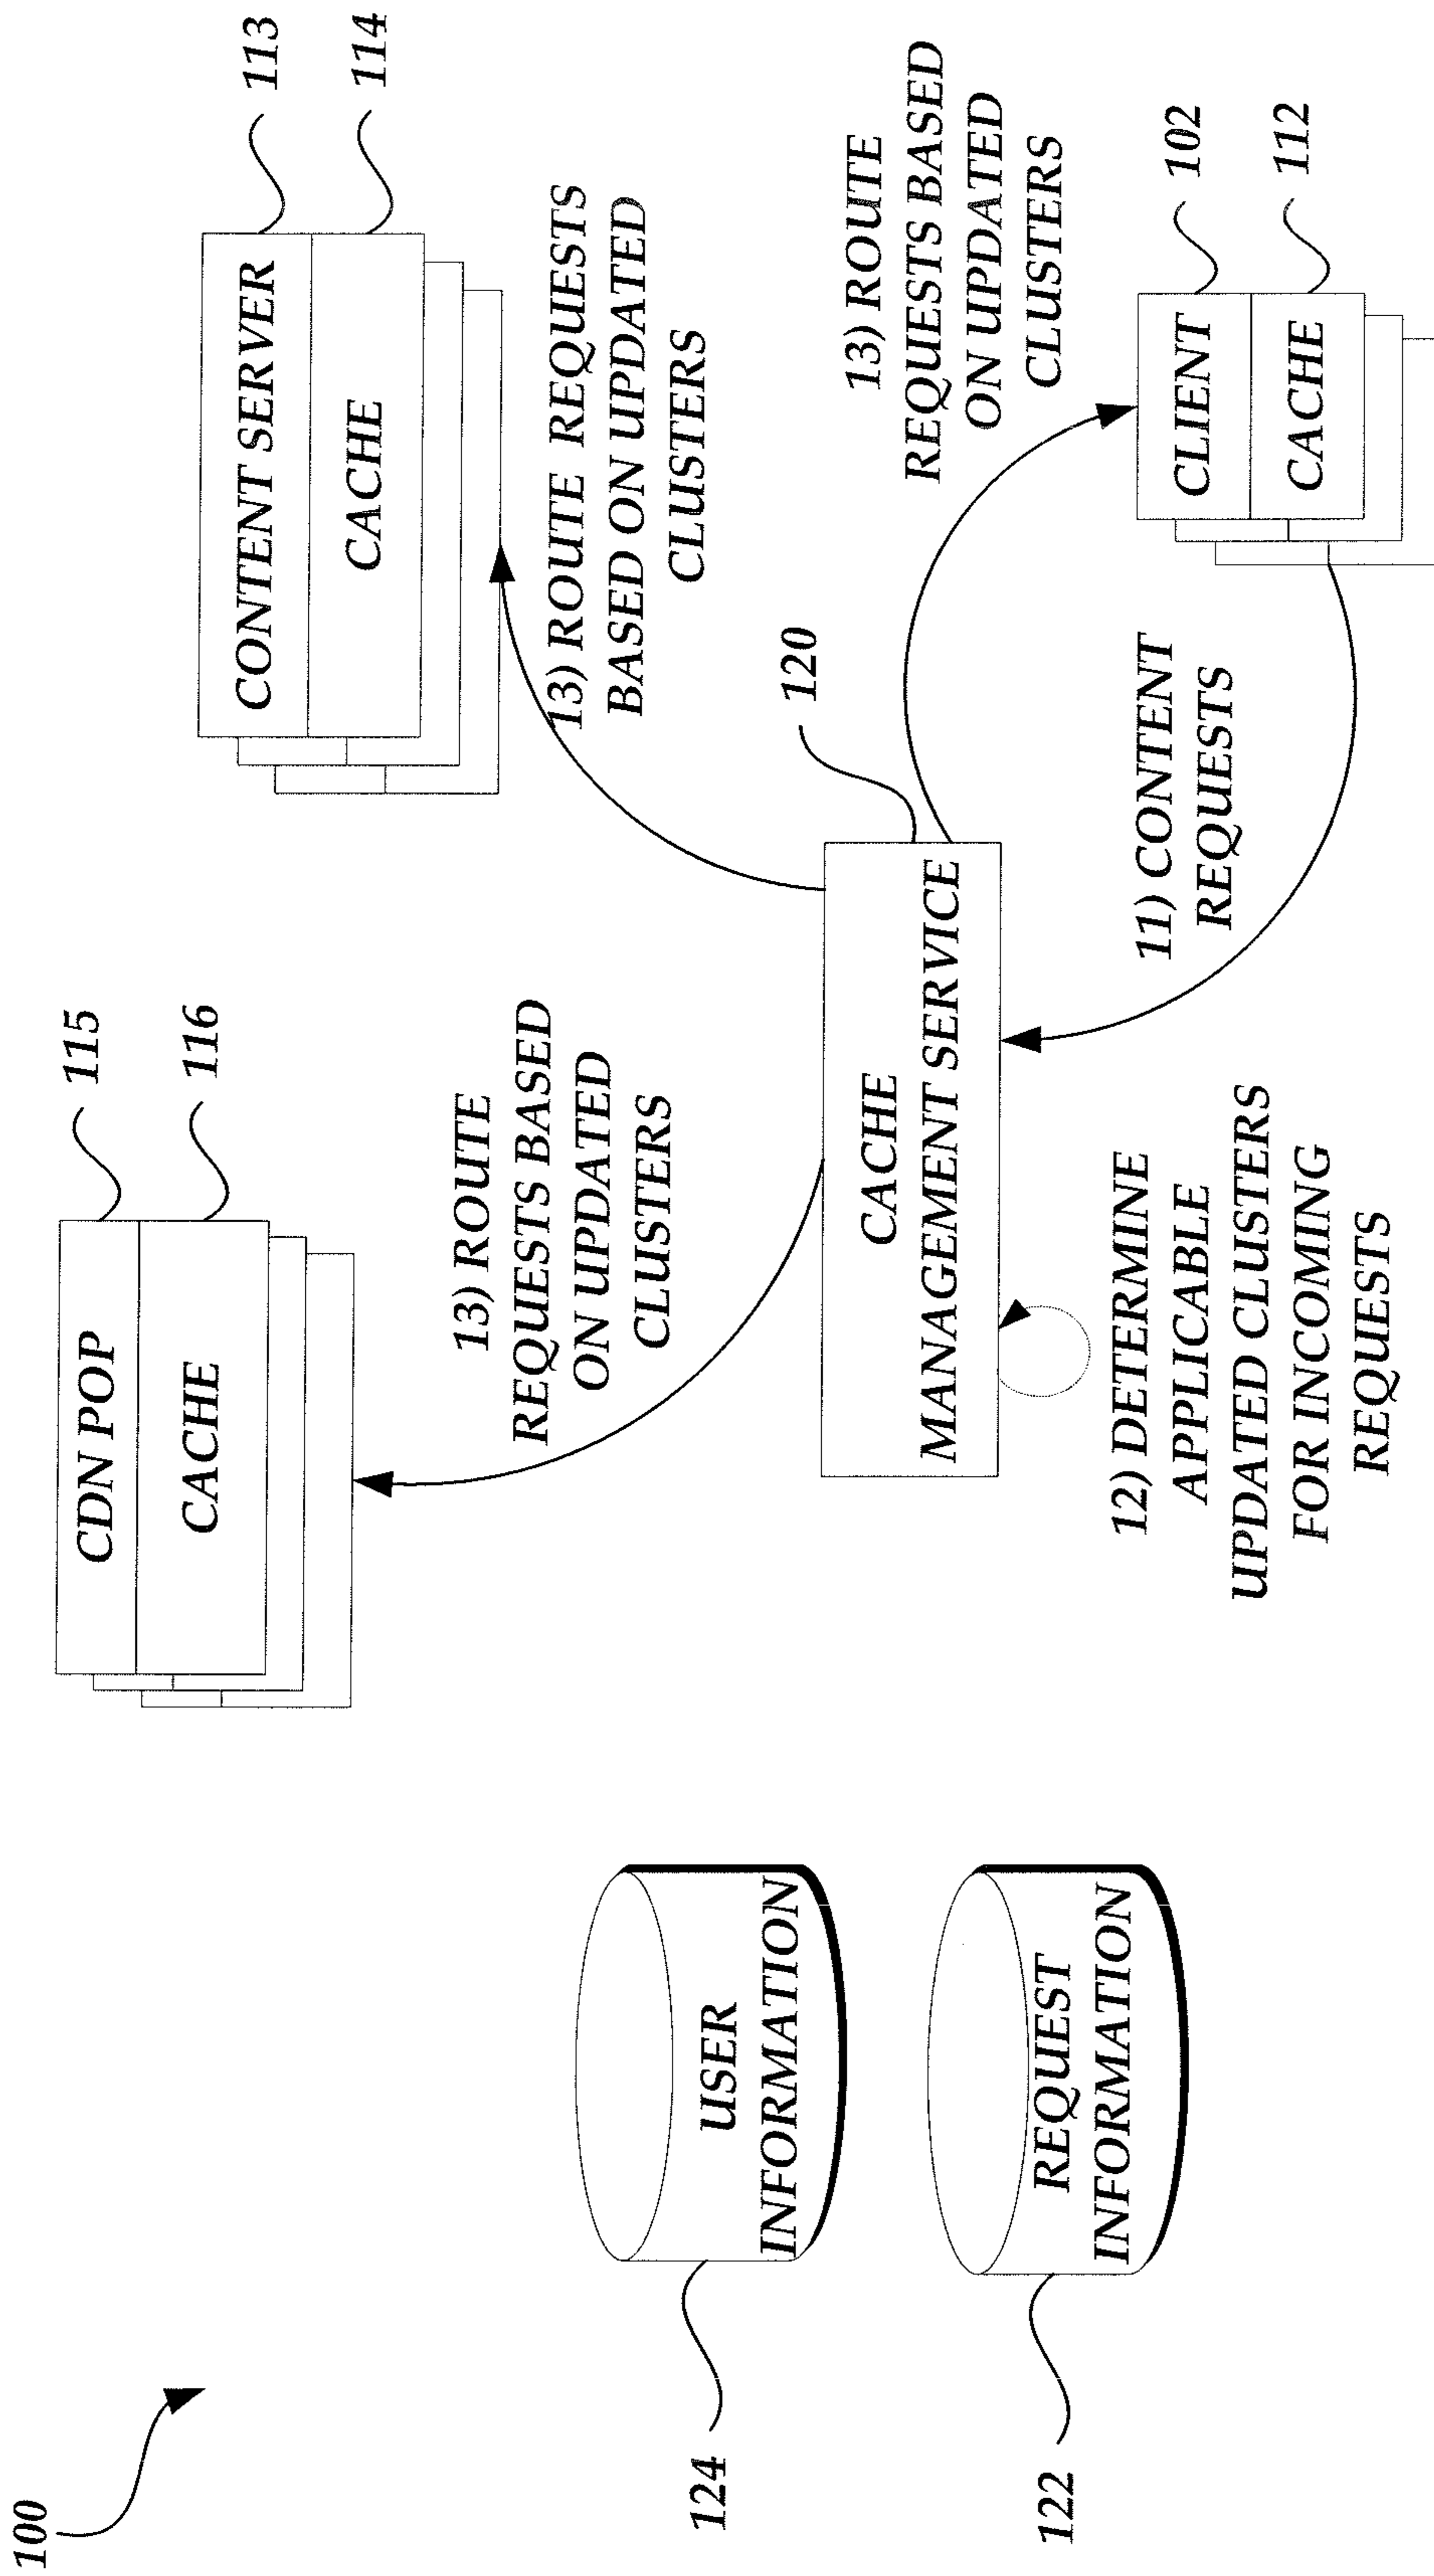 100
CDN POP
CACHE
115
116
CONTENT SERVER
CACHE
113
114
13) ROUTE
REQUESTS BASED
ON UPDATED
CLUSTERS
13) ROUTE REQUESTS
BASED ON UPDATED
CLUSTERS
USER
INFORMATION
124
REQUEST
INFORMATION
122
CACHE
MANAGEMENT SERVICE
120
13) ROUTE
REQUESTS BASED
ON UPDATED
CLUSTERS
12) DETERMINE
APPLICABLE
UPDATED CLUSTERS
FOR INCOMING
REQUESTS
11) CONTENT
REQUESTS
CLIENT
CACHE
102
112